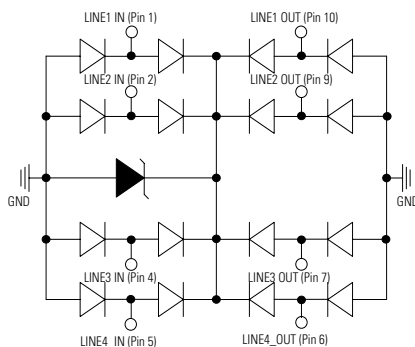 LINE1 IN (Pin 1)
LINE1 OUT (Pin 10)
LINE2 IN (Pin 2)
LINE2 OUT (Pin 9)
GND
GND
LINE3 IN (Pin 4)
LINE3 OUT (Pin 7)
LINE4 IN (Pin 5)
LINE4_OUT (Pin 6)